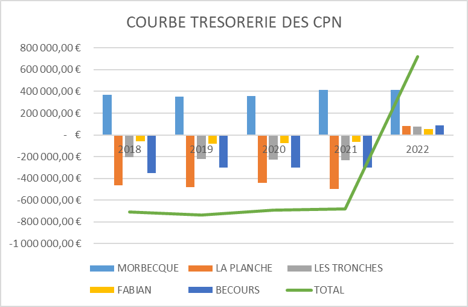 COURBE TRESORERIE DES CPN
800 000,00 €
600 000,00 €
400 000,00 €
200 000,00 €
-   €
-200 000,00 €
-400 000,00 €
-600 000,00 €
-800 000,00 €
-1 000 000,00 €
2018 2019 2020 2021 2022
MORBECQUE LA PLANCHE LES TRONCHES
FABIAN BECOURS TOTAL